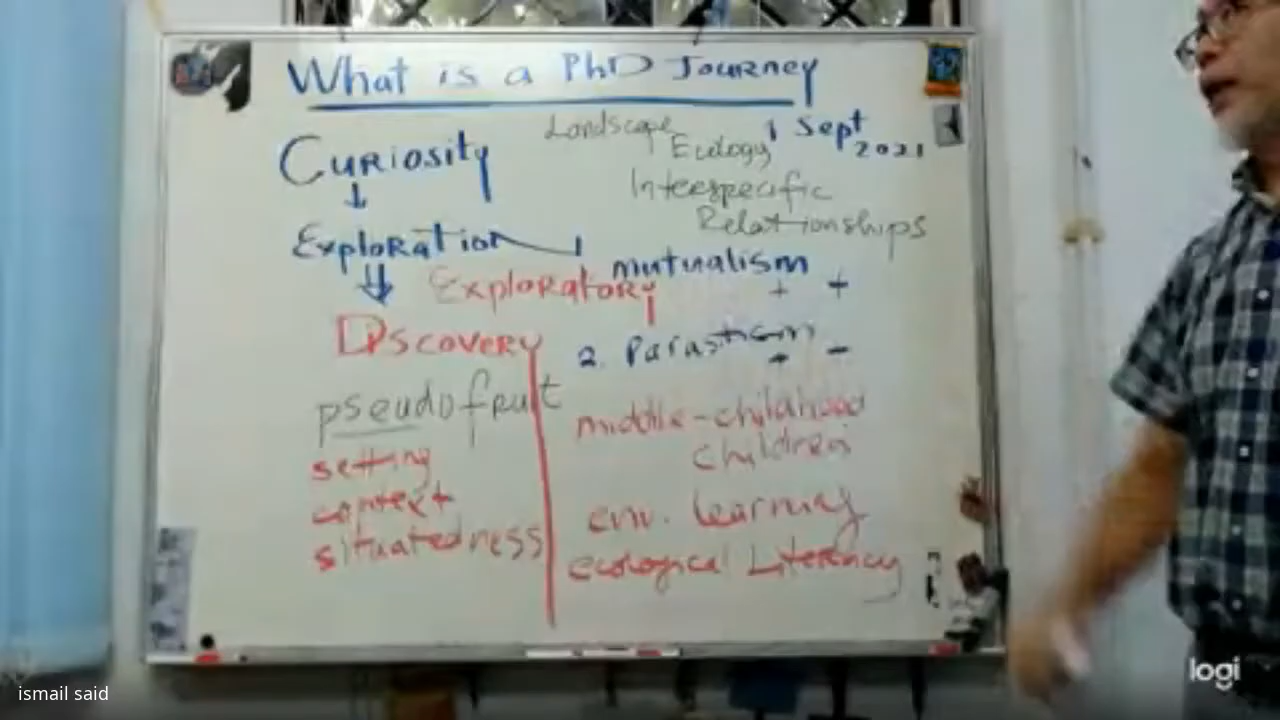 What is a PhD Journey
1 Sept
2021
Landscape
Ecology
Interspecific
Relationships
Curiosity
↓
Exploration
⇓
Exploratory
Discovery
pseudofruit
setting
context
situatedness
1
mutualism
+ +
2. Parasitism
+ -
middle-childhood
children
env. learning
ecological Literacy
ismail said
logi